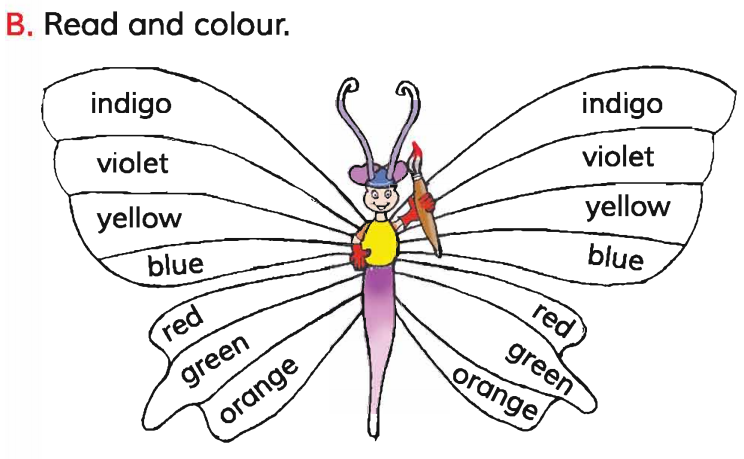 B. Read and colour.
indigo
violet
yellow
blue
red
green
orange
indigo
violet
yellow
blue
red
green
orange